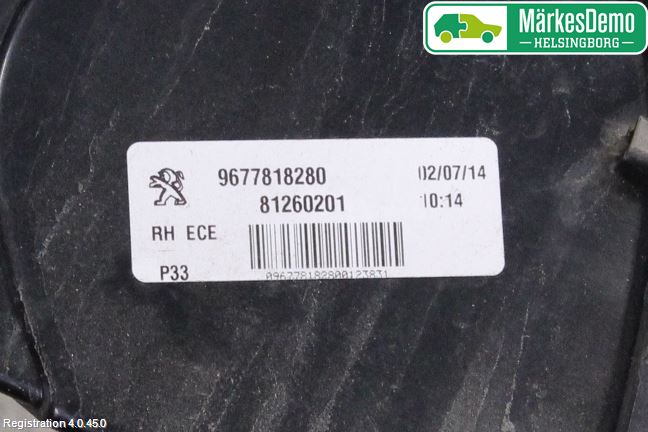 MärkesDemo
HELSINGBORG
9677818280 02/07/14
81260201 10:14
RH ECE
P33 096778182800123831
Registration 4.0.45.0